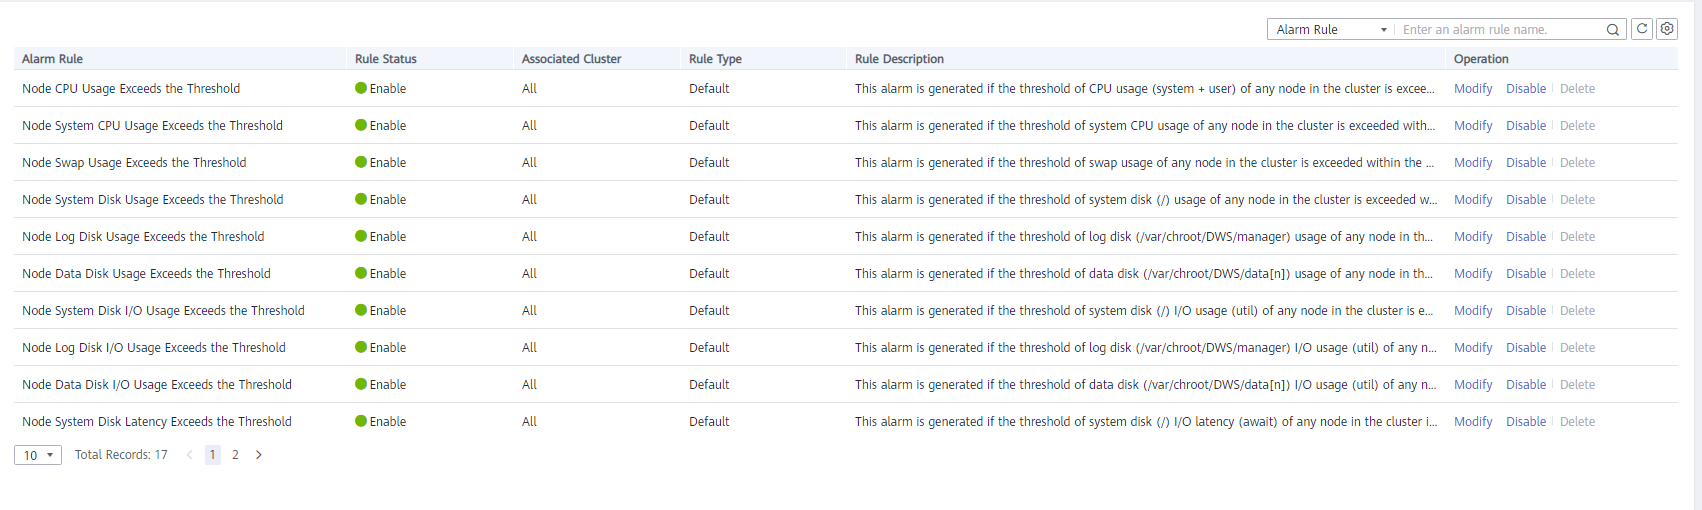 Alarm Rule Enter an alarm rule name.
Alarm Rule Rule Status Associated Cluster Rule Type Rule Description Operation
Node CPU Usage Exceeds the Threshold Enable All Default This alarm is generated if the threshold of CPU usage (system + user) of any node in the cluster is excee... Modify Disable Delete
Node System CPU Usage Exceeds the Threshold Enable All Default This alarm is generated if the threshold of system CPU usage of any node in the cluster is exceeded with... Modify Disable Delete
Node Swap Usage Exceeds the Threshold Enable All Default This alarm is generated if the threshold of swap usage of any node in the cluster is exceeded within the ... Modify Disable Delete
Node System Disk Usage Exceeds the Threshold Enable All Default This alarm is generated if the threshold of system disk (/) usage of any node in the cluster is exceeded w... Modify Disable Delete
Node Log Disk Usage Exceeds the Threshold Enable All Default This alarm is generated if the threshold of log disk (/var/chroot/DWS/manager) usage of any node in th... Modify Disable Delete
Node Data Disk Usage Exceeds the Threshold Enable All Default This alarm is generated if the threshold of data disk (/var/chroot/DWS/data[n]) usage of any node in th... Modify Disable Delete
Node System Disk I/O Usage Exceeds the Threshold Enable All Default This alarm is generated if the threshold of system disk (/) I/O usage (util) of any node in the cluster is e... Modify Disable Delete
Node Log Disk I/O Usage Exceeds the Threshold Enable All Default This alarm is generated if the threshold of log disk (/var/chroot/DWS/manager) I/O usage (util) of any n... Modify Disable Delete
Node Data Disk I/O Usage Exceeds the Threshold Enable All Default This alarm is generated if the threshold of data disk (/var/chroot/DWS/data[n]) I/O usage (util) of any n... Modify Disable Delete
Node System Disk Latency Exceeds the Threshold Enable All Default This alarm is generated if the threshold of system disk (/) I/O latency (await) of any node in the cluster i... Modify Disable Delete
10 Total Records: 17 < 1 2 >